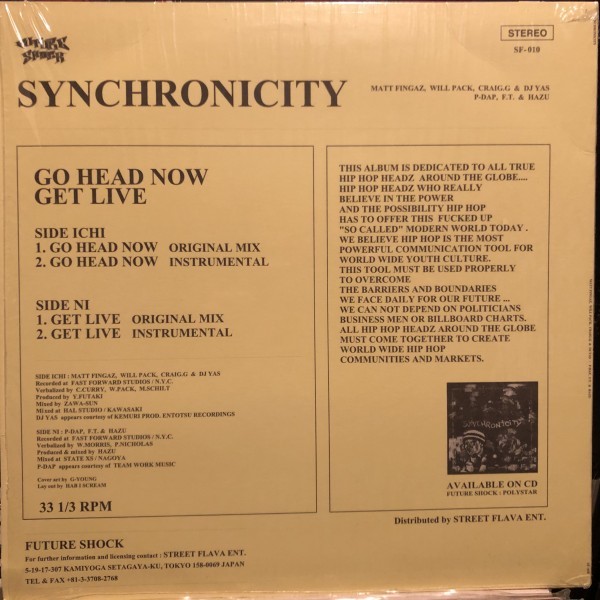 FUTURE SHOCK
STEREO
SF-010
SYNCHRONICITY
MATT FINGAZ, WILL PACK, CRAIG.G & DJ YAS
P-DAP, F.T. & HAZU
GO HEAD NOW
GET LIVE
SIDE ICHI
1. GO HEAD NOW ORIGINAL MIX
2. GO HEAD NOW INSTRUMENTAL
SIDE NI
1. GET LIVE ORIGINAL MIX
2. GET LIVE INSTRUMENTAL
SIDE ICHI : MATT FINGAZ, WILL PACK, CRAIG.G & DJ YAS
Recorded at FAST FORWARD STUDIOS / N.Y.C.
Verbalized by C.CURRY, W.PACK, M.SCHILT
Produced by Y.FUTAKI
Mixed by ZAWA-SUN
Mixed at HAL STUDIO / KAWASAKI
DJ YAS appears courtesy of KEMURI PROD. ENTOTSU RECORDINGS
SIDE NI : P-DAP, F.T. & HAZU
Recorded at FAST FORWARD STUDIOS / N.Y.C.
Verbalized by W.MORRIS, P.NICHOLAS
Produced & mixed by HAZU
Mixed at STATE XS / NAGOYA
P-DAP appears courtesy of TEAM WORK MUSIC
Cover art by G-YOUNG
Lay out by HAR I SCREAM
33 1/3 RPM
THIS ALBUM IS DEDICATED TO ALL TRUE
HIP HOP HEADZ AROUND THE GLOBE....
HIP HOP HEADZ WHO REALLY
BELIEVE IN THE POWER
AND THE POSSIBILITY HIP HOP
HAS TO OFFER THIS FUCKED UP
"SO CALLED" MODERN WORLD TODAY .
WE BELIEVE HIP HOP IS THE MOST
POWERFUL COMMUNICATION TOOL FOR
WORLD WIDE YOUTH CULTURE.
THIS TOOL MUST BE USED PROPERLY
TO OVERCOME
THE BARRIERS AND BOUNDARIES
WE FACE DAILY FOR OUR FUTURE ...
WE CAN NOT DEPEND ON POLITICIANS
BUSINESS MEN OR BILLBOARD CHARTS.
ALL HIP HOP HEADZ AROUND THE GLOBE
MUST COME TOGETHER TO CREATE
WORLD WIDE HIP HOP
COMMUNITIES AND MARKETS.
SYNCHRONICITY
AVAILABLE ON CD
FUTURE SHOCK : POLYSTAR
Distributed by STREET FLAVA ENT.
FUTURE SHOCK
For further information and licensing contact : STREET FLAVA ENT.
5-19-17-307 KAMIYOGA SETAGAYA-KU, TOKYO 158-0069 JAPAN
TEL & FAX +81-3-3708-2768